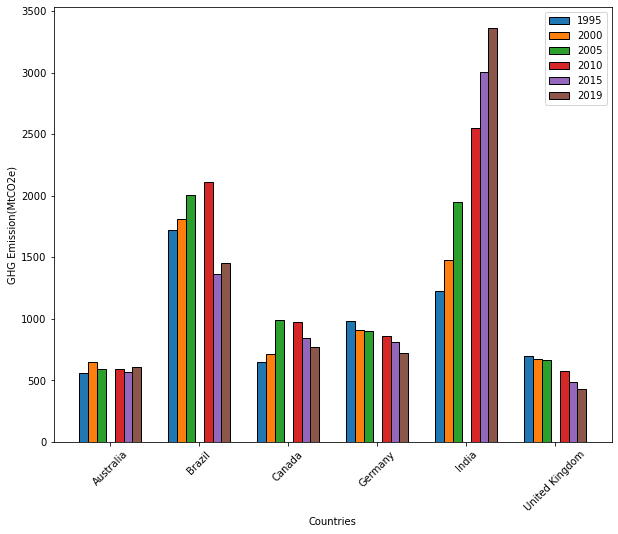 3500
3000
2500
2000
1500
1000
500
0
GHG Emission(MtCO2e)
1995
2000
2005
2010
2015
2019
Australia
Brazil
Canada
Germany
India
United Kingdom
Countries